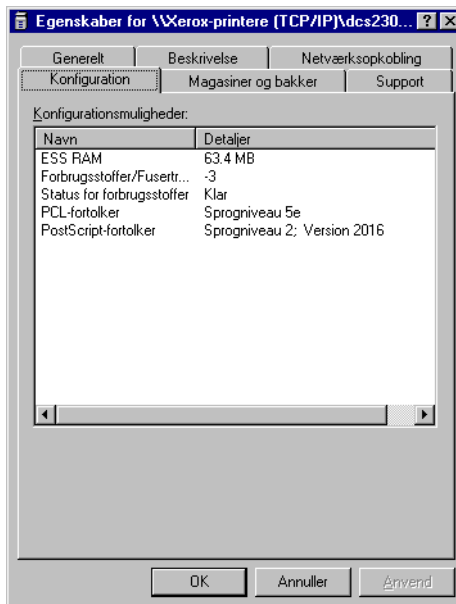 Egenskaber for \\Xerox-printere (TCP/IP)\dcs230...
Generelt Beskrivelse Netværksopkobling
Konfiguration Magasiner og bakker Support
Konfigurationsmuligheder:
Navn Detaljer
ESS RAM 63.4 MB
Forbrugsstoffer/Fusertr... -3
Status for forbrugsstoffer Klar
PCL-fortolker Sprogniveau 5e
PostScript-fortolker Sprogniveau 2; Version 2016
OK Annuller Anvend